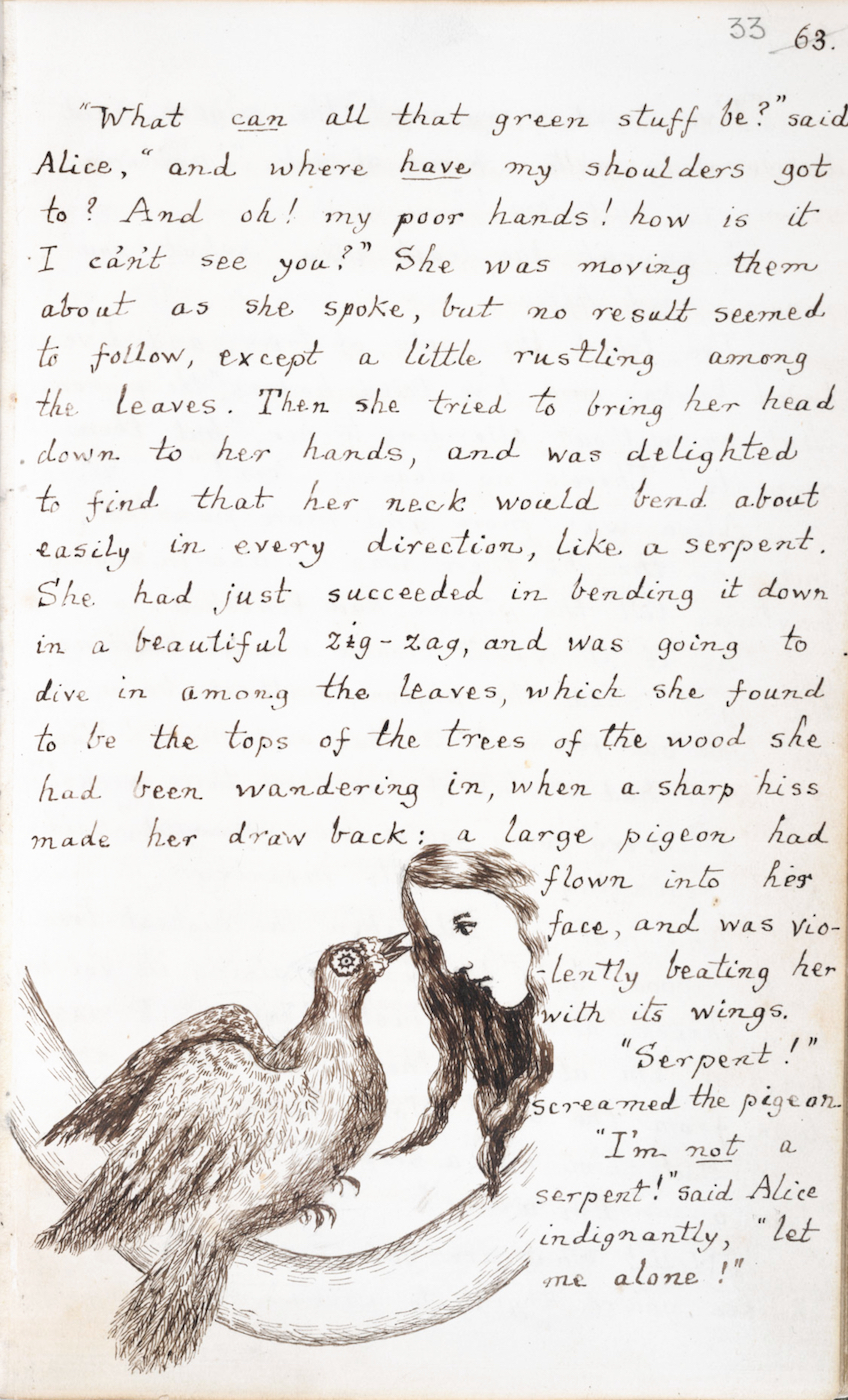 33 63.
"What can all that green stuff be?" said
Alice, "and where have my shoulders got
to? And oh! my poor hands! how is it
I ca'n't see you?" She was moving them
about as she spoke, but no result seemed
to follow, except a little rustling among
the leaves. Then she tried to bring her head
down to her hands, and was delighted
to find that her neck would bend about
easily in every direction, like a serpent.
She had just succeeded in bending it down
in a beautiful zig-zag, and was going to
dive in among the leaves, which she found
to be the tops of the trees of the wood she
had been wandering in, when a sharp hiss
made her draw back: a large pigeon had
flown into her
face, and was vio-
-lently beating her
with its wings.
"Serpent!"
screamed the pigeon.
"I'm not a
serpent!" said Alice
indignantly, "let
me alone!"